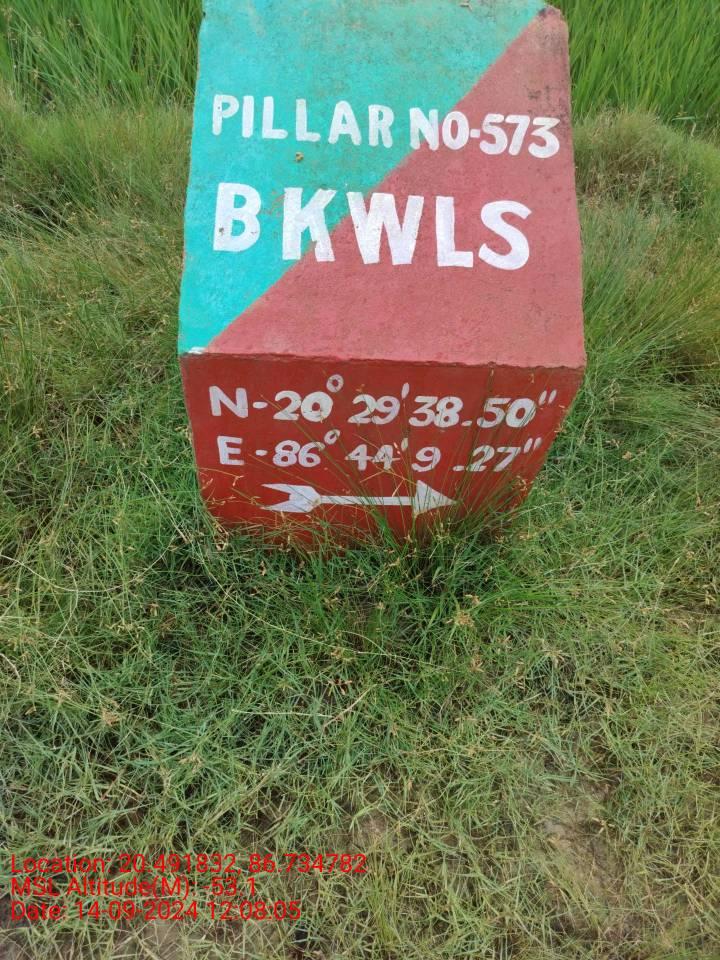 PILLAR NO-573
BKWLS
N-20° 29' 38.50"
E-86° 44' 9.27"
Location: 20.491832, 86.734782
MSL Altitude(M): -53.1
Date: 14-09-2024 12:08:05